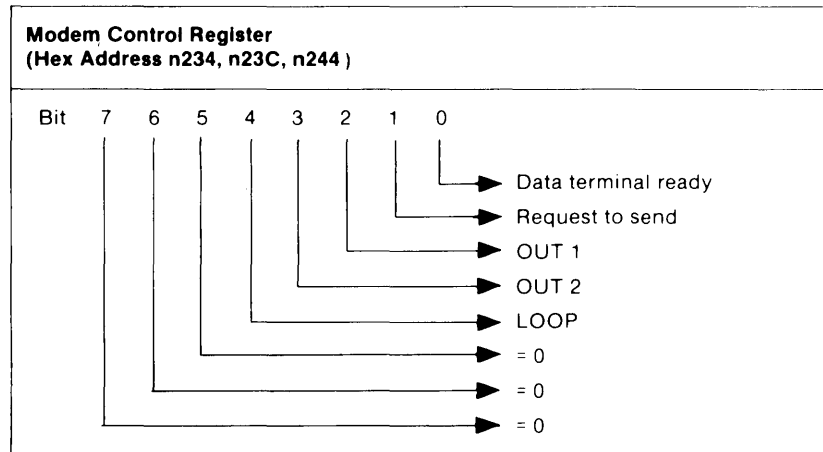 Modem Control Register
(Hex Address n234, n23C, n244 )
Bit 7 6 5 4 3 2 1 0
Data terminal ready
Request to send
OUT 1
OUT 2
LOOP
= 0
= 0
= 0